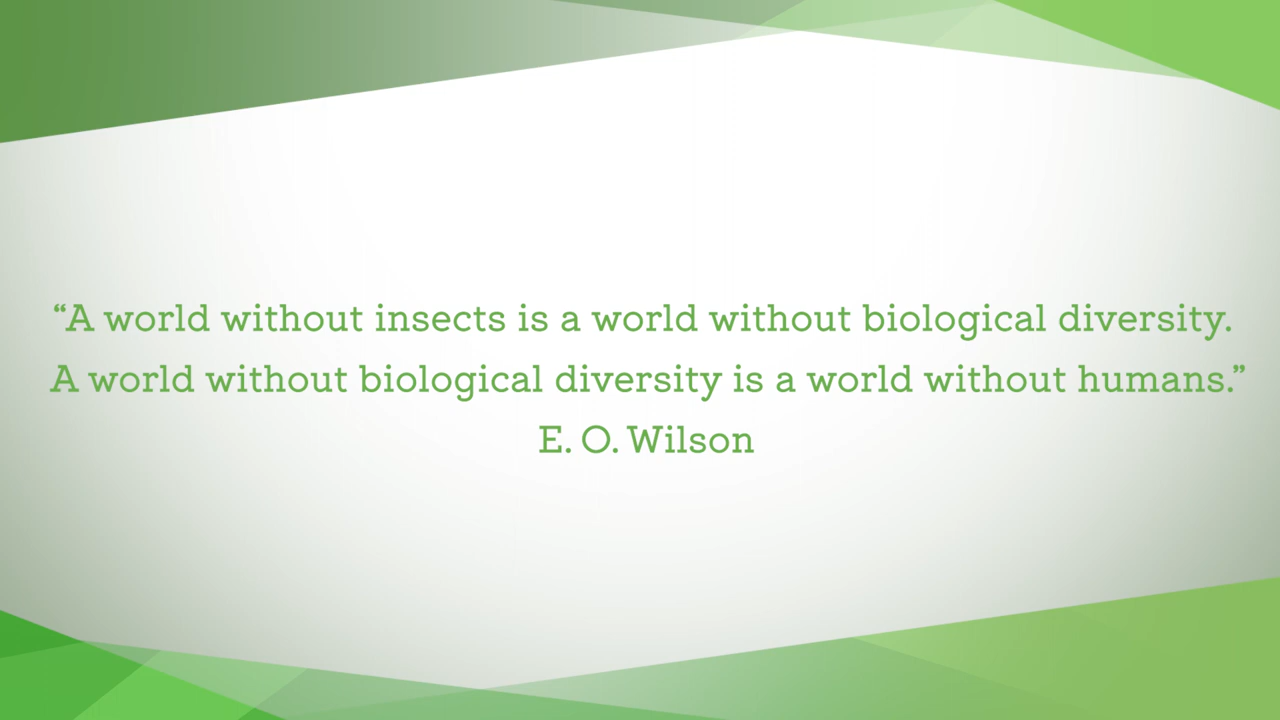 “A world without insects is a world without biological diversity.
A world without biological diversity is a world without humans.”
E. O. Wilson